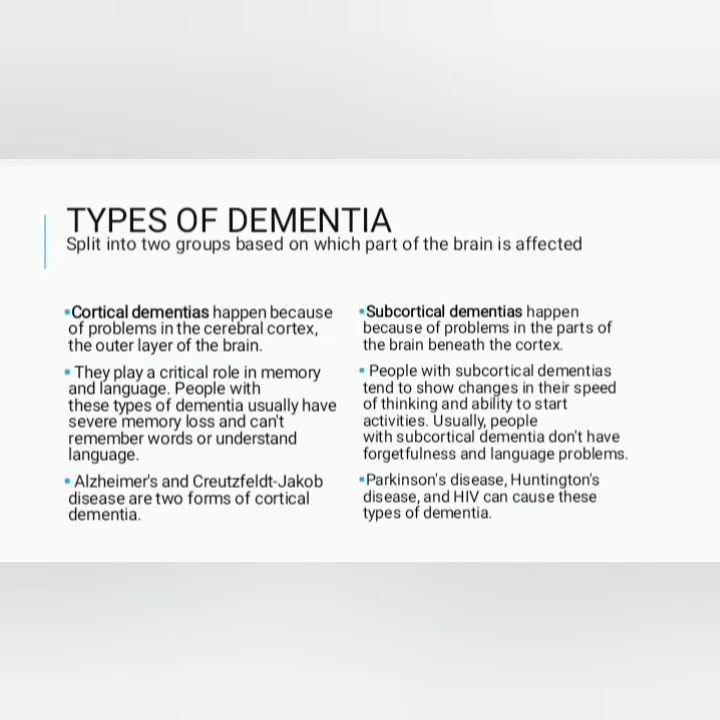 TYPES OF DEMENTIA
Split into two groups based on which part of the brain is affected
▪Cortical dementias happen because
of problems in the cerebral cortex,
the outer layer of the brain.
▪ They play a critical role in memory
and language. People with
these types of dementia usually have
severe memory loss and can't
remember words or understand
language.
▪ Alzheimer's and Creutzfeldt-Jakob
disease are two forms of cortical
dementia.
▪Subcortical dementias happen
because of problems in the parts of
the brain beneath the cortex.
▪ People with subcortical dementias
tend to show changes in their speed
of thinking and ability to start
activities. Usually, people
with subcortical dementia don't have
forgetfulness and language problems.
▪Parkinson's disease, Huntington's
disease, and HIV can cause these
types of dementia.